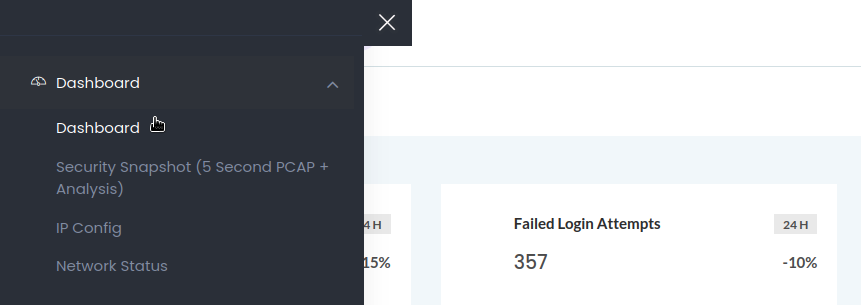 Dashboard
Dashboard
Security Snapshot (5 Second PCAP +
Analysis)
IP Config
Network Status
4 H
15%
Failed Login Attempts
24 H
357
-10%